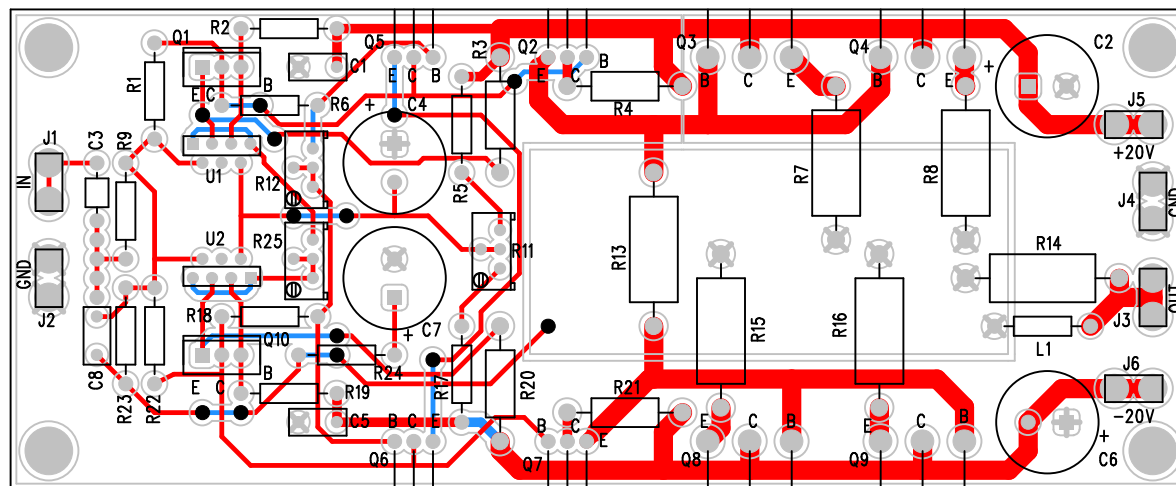 R2
Q1
C1
Q5
E C B
R3
Q2
E C B
Q3
B C E
Q4
B C E
C2
+
J5
+20V
R1
E C B
R6
+
C4
R4
J1
IN
C3
R9
U1
R12
R5
R7
R8
J4
GND
U2
R25
R11
R13
R14
GND
J2
OUT
J3
R18
Q10
+
C7
R15
R16
L1
E C B
C8
R23
R22
R24
R19
R17
R20
R21
J6
-20V
C5
B C E
Q6
B C E
Q7
E C B
Q8
E C B
Q9
+
C6